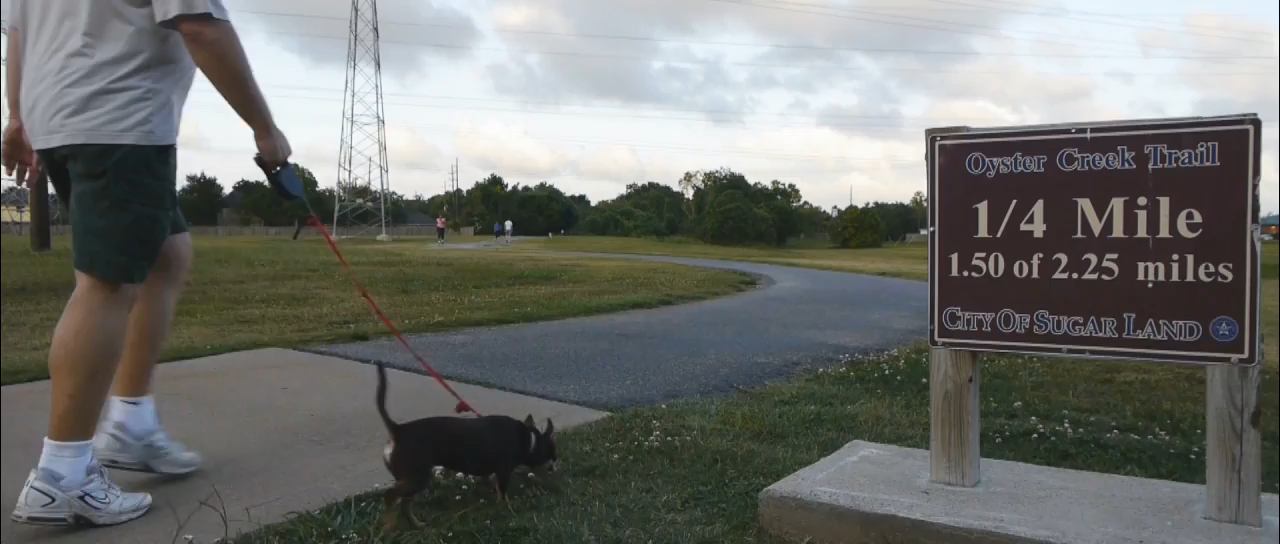 Oyster Creek Trail
1/4 Mile
1.50 of 2.25 miles
CITY OF SUGAR LAND